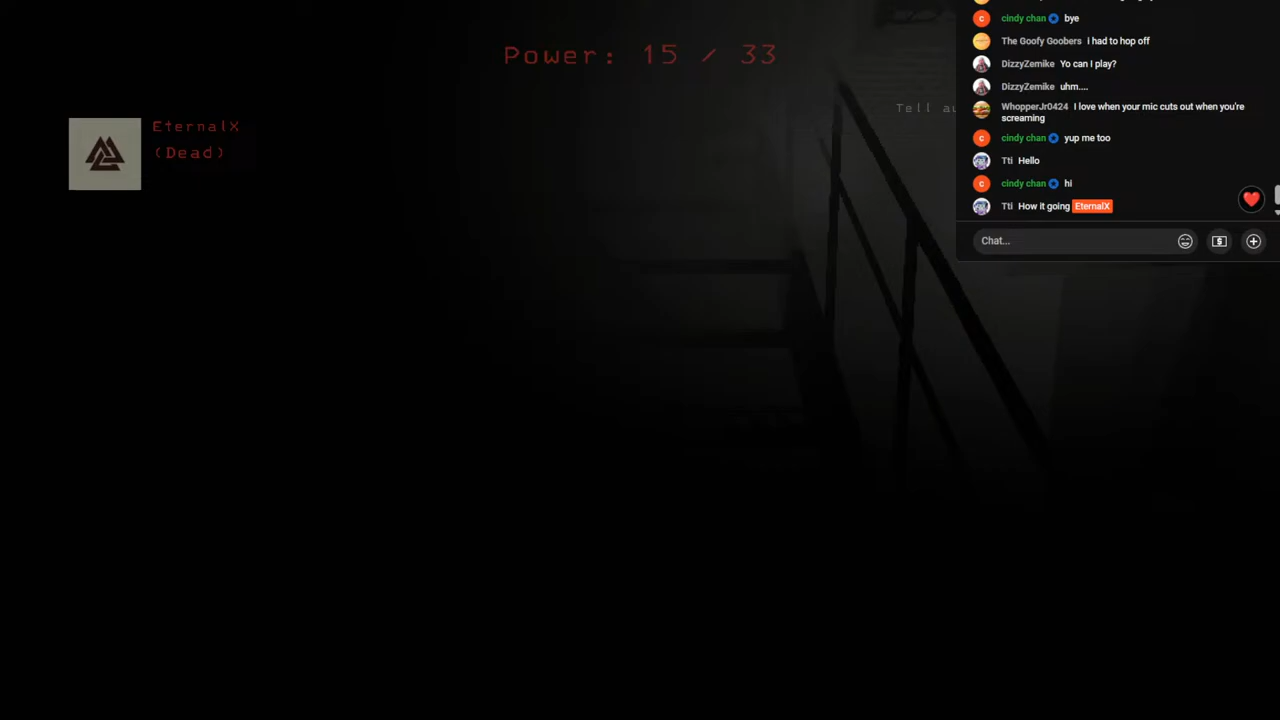 Power: 15 / 33
EternalX
(Dead)
Tell
cindy chan bye
The Goofy Goobers i had to hop off
DizzyZemike Yo can I play?
DizzyZemike uhm....
WhopperJr0424 I love when your mic cuts out when you're
screaming
cindy chan yup me too
Tti Hello
cindy chan hi
Tti How it going EternalX
Chat...